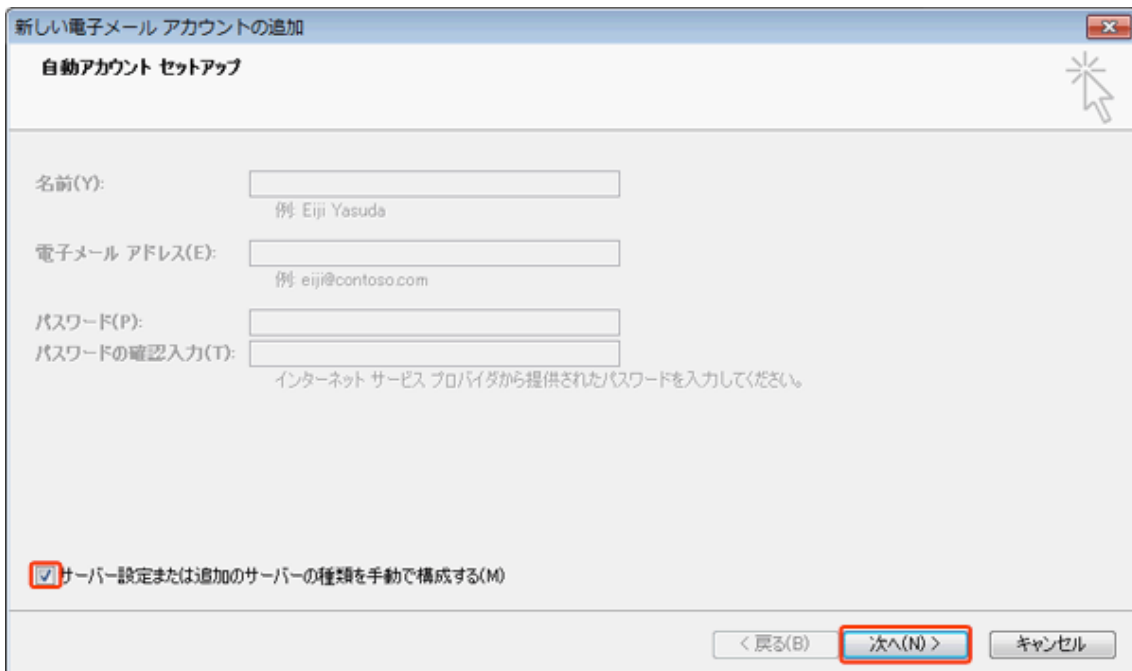 新しい電子メール アカウントの追加
自動アカウント セットアップ
名前(Y):
例: Eiji Yasuda
電子メール アドレス(E):
例: eiji@contoso.com
パスワード(P):
パスワードの確認入力(T):
インターネット サービス プロバイダから提供されたパスワードを入力してください。
サーバー設定または追加のサーバーの種類を手動で構成する(M)
< 戻る(B) 次へ(N) > キャンセル